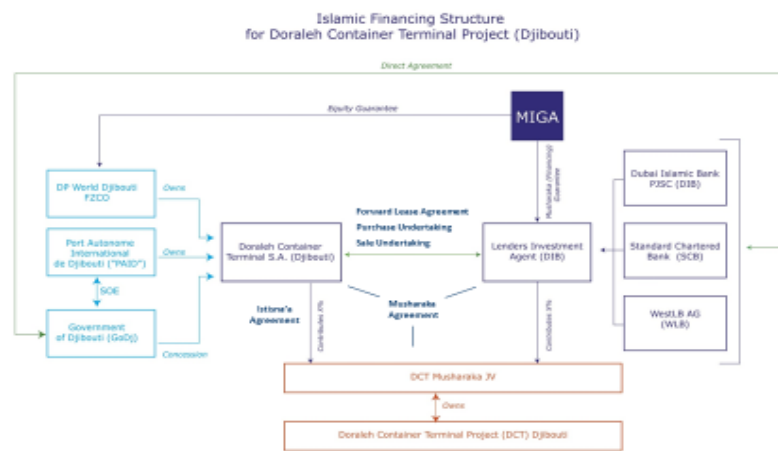 Islamic Financing Structure
for Doraleh Container Terminal Project (Djibouti)
Direct Agreement
Equity Guarantee
MIGA
Musharaka (Financing)
Guarantee
DP World Djibouti
FZCO
Owns
Port Autonome
International
de Djibouti ("PAID")
Owns
SOE
Government
of Djibouti (GoDj)
Concession
Doraleh Container
Terminal S.A. (Djibouti)
Forward Lease Agreement
Purchase Undertaking
Sale Undertaking
Lenders Investment
Agent (DIB)
Dubai Islamic Bank
PJSC (DIB)
Standard Chartered
Bank (SCB)
WestLB AG
(WLB)
Istisna'a
Agreement
Contributes
Musharaka
Agreement
Contributes
DCT Musharaka JV
Owns
Doraleh Container Terminal Project (DCT) Djibouti